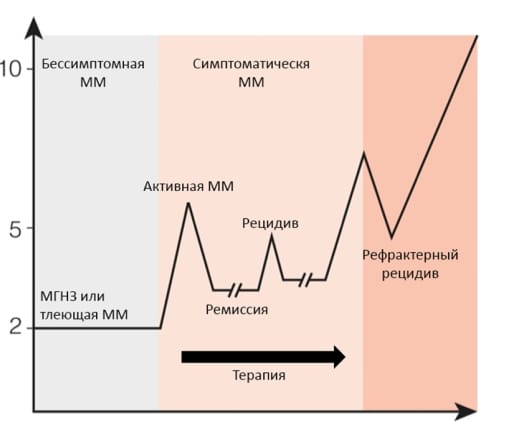 10
5
2
Бессимптомная
ММ
Симптоматическя
ММ
Активная ММ
Рецидив
МГНЗ или
тлеющая ММ
Ремиссия
Рефрактерный
рецидив
Терапия